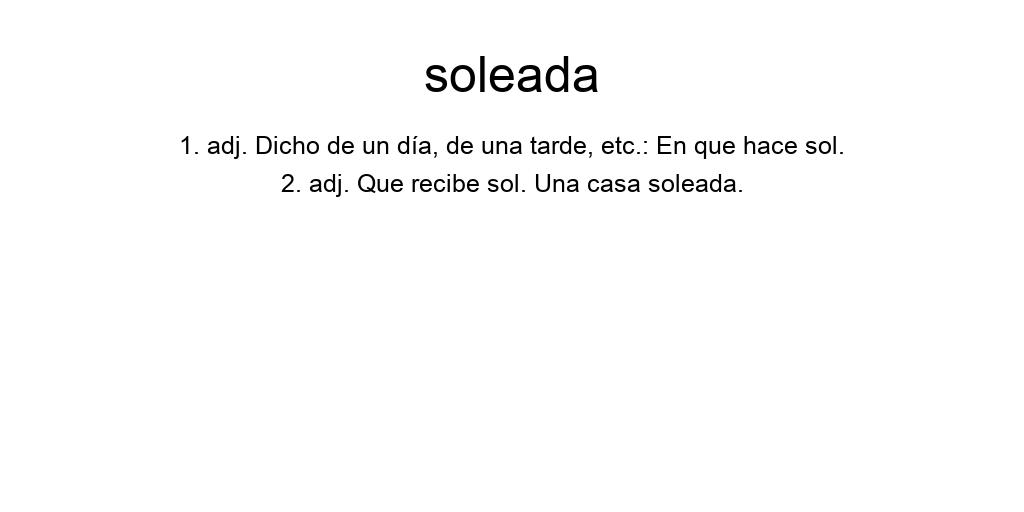 soleada
1. adj. Dicho de un día, de una tarde, etc.: En que hace sol.
2. adj. Que recibe sol. Una casa soleada.